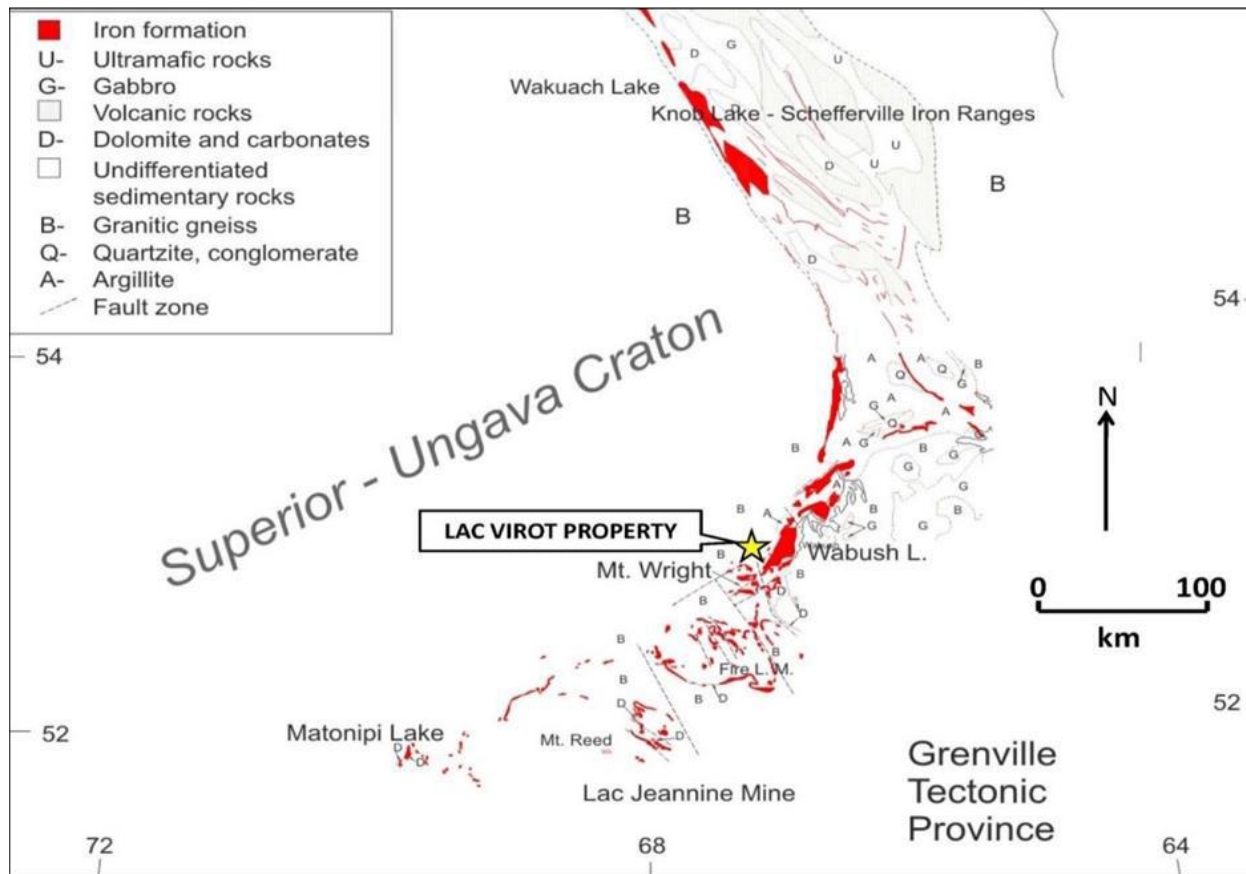 Iron formation
U- Ultramafic rocks
G- Gabbro
Volcanic rocks
D- Dolomite and carbonates
Undifferentiated
sedimentary rocks
B- Granitic gneiss
Q- Quartzite, conglomerate
A- Argillite
Fault zone
D
G
U
Wakuach Lake
D
Knob Lake - Schefferville Iron Ranges
U
D
U
B
B
D
54
54
A
A
B
Q
Q
G
G
A
Q
A
G
B
A
G
B
G
G
Superior - Ungava Craton
A
G
B
A
B
B
G
G
LAC VIROT PROPERTY
Wabush L.
B
Mt. Wright
B
D
B
D
N
0
100
km
B
B
Fire L. M.
B
B
D
D
52
52
Matonipi Lake
D
D
Mt. Reed
D
Lac Jeannine Mine
Grenville
Tectonic
Province
72
68
64